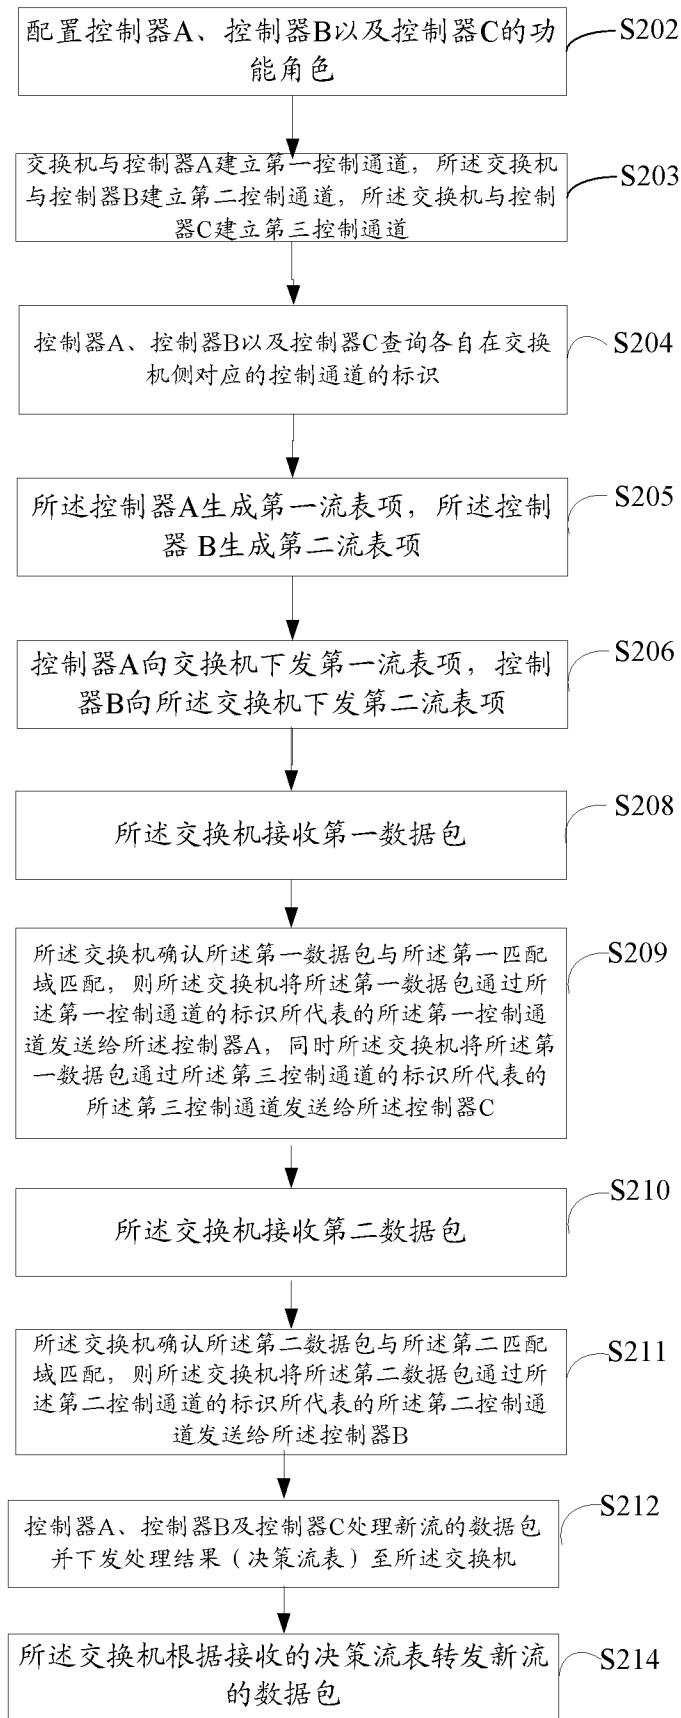 配置控制器A、控制器B以及控制器C的功
能角色
S202
交换机与控制器A建立第一控制通道，所述交换机
与控制器B建立第二控制通道，所述交换机与控制
器C建立第三控制通道
S203
控制器A、控制器B以及控制器C查询各自在交换
机侧对应的控制通道的标识
S204
所述控制器A生成第一流表项，所述控制
器 B生成第二流表项
S205
控制器A向交换机下发第一流表项，控制
器B向所述交换机下发第二流表项
S206
所述交换机接收第一数据包
S208
所述交换机确认所述第一数据包与所述第一匹配
域匹配，则所述交换机将所述第一数据包通过所
述第一控制通道的标识所代表的所述第一控制通
道发送给所述控制器A，同时所述交换机将所述第
一数据包通过所述第三控制通道的标识所代表的
所述第三控制通道发送给所述控制器C
S209
所述交换机接收第二数据包
S210
所述交换机确认所述第二数据包与所述第二匹配
域匹配，则所述交换机将所述第二数据包通过所
述第二控制通道的标识所代表的所述第二控制通
道发送给所述控制器B
S211
控制器A、控制器B及控制器C处理新流的数据包
并下发处理结果（决策流表）至所述交换机
S212
所述交换机根据接收的决策流表转发新流
的数据包
S214